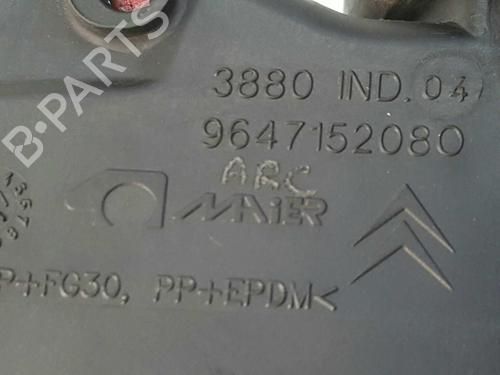 3880 IND. 04
9647152080
ARC
MAIER
P+FG30, PP+EPDM<
B-PARTS